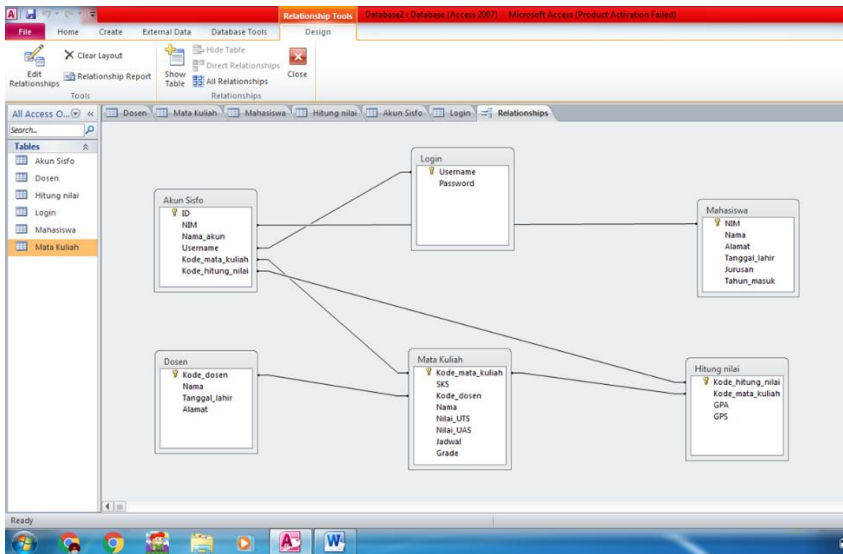 Relationship Tools
Database2 : Database (Access 2007) - Microsoft Access (Product Activation Failed)
File Home Create External Data Database Tools Design
Edit Relationships
Clear Layout
Relationship Report
Tools
Show Table
Hide Table
Direct Relationships
All Relationships
Relationships
Close
All Access O...
Search...
Tables
Akun Sisfo
Dosen
Hitung nilai
Login
Mahasiswa
Mata Kuliah
Dosen Mata Kuliah Mahasiswa Hitung nilai Akun Sisfo Login Relationships
Akun Sisfo
ID
NIM
Nama_akun
Username
Kode_mata_kuliah
Kode_hitung_nilai
Login
Username
Password
Mahasiswa
NIM
Nama
Alamat
Tanggal_lahir
Jurusan
Tahun_masuk
Dosen
Kode_dosen
Nama
Tanggal_lahir
Alamat
Mata Kuliah
Kode_mata_kuliah
SKS
Kode_dosen
Nama
Nilai_UTS
Nilai_UAS
Jadwal
Grade
Hitung nilai
Kode_hitung_nilai
Kode_mata_kuliah
GPA
GPS
Ready